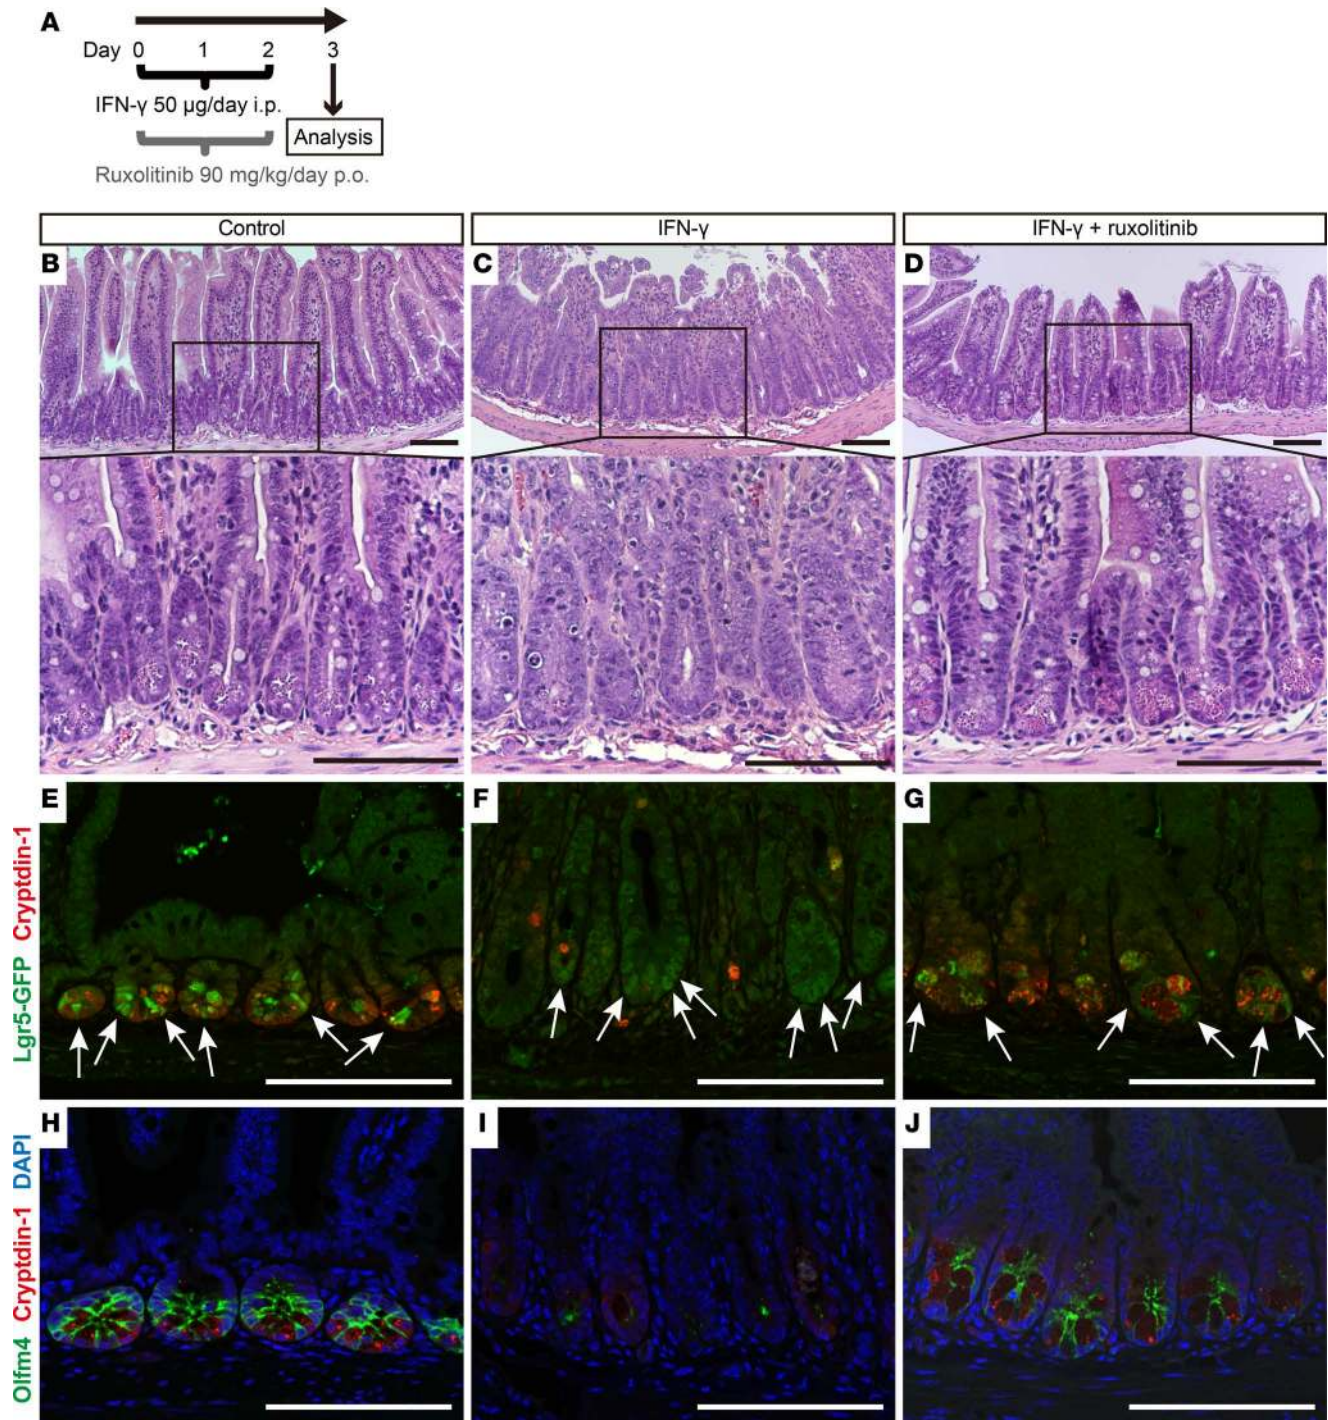 A
Day 0 1 2 3
IFN-γ 50 µg/day i.p.
Analysis
Ruxolitinib 90 mg/kg/day p.o.
Control IFN-γ IFN-γ + ruxolitinib
B C D
Lgr5-GFP Cryptdin-1
E F G
Olfm4 Cryptdin-1 DAPI
H I J